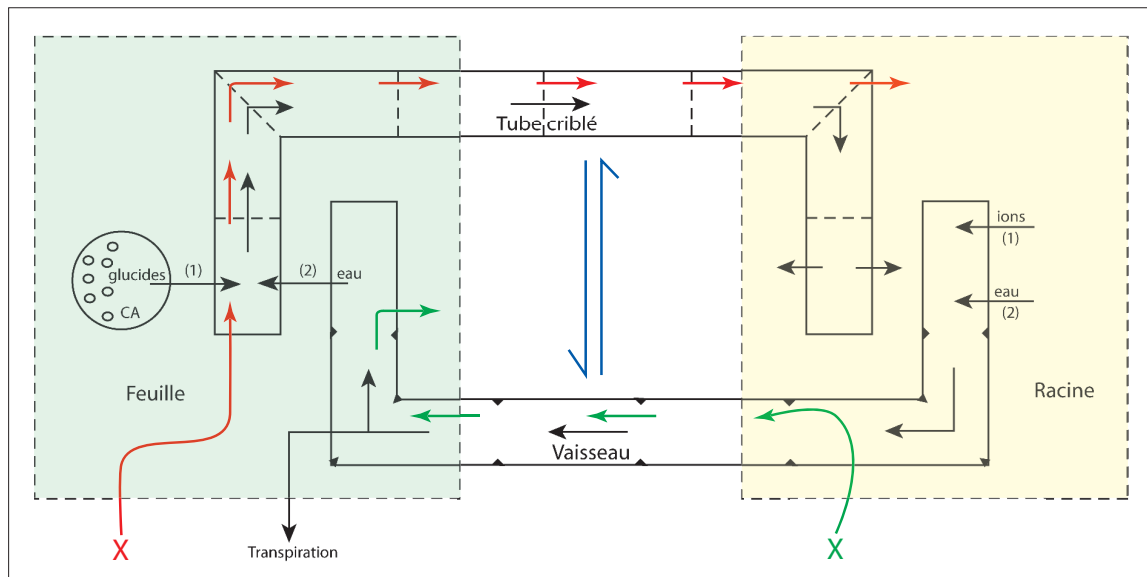 Tube criblé
ions
(1)
glucides
(1)
(2)
eau
eau
(2)
CA
Feuille
Racine
Vaisseau
X
Transpiration
X